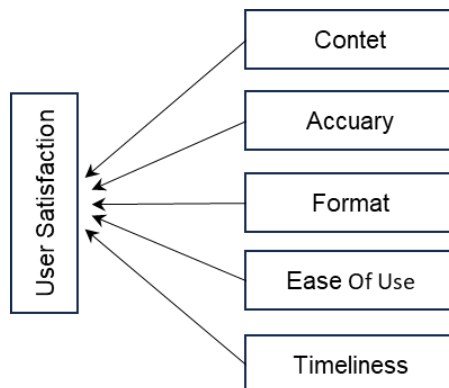 User Satisfaction
Contet
Accuary
Format
Ease Of Use
Timeliness